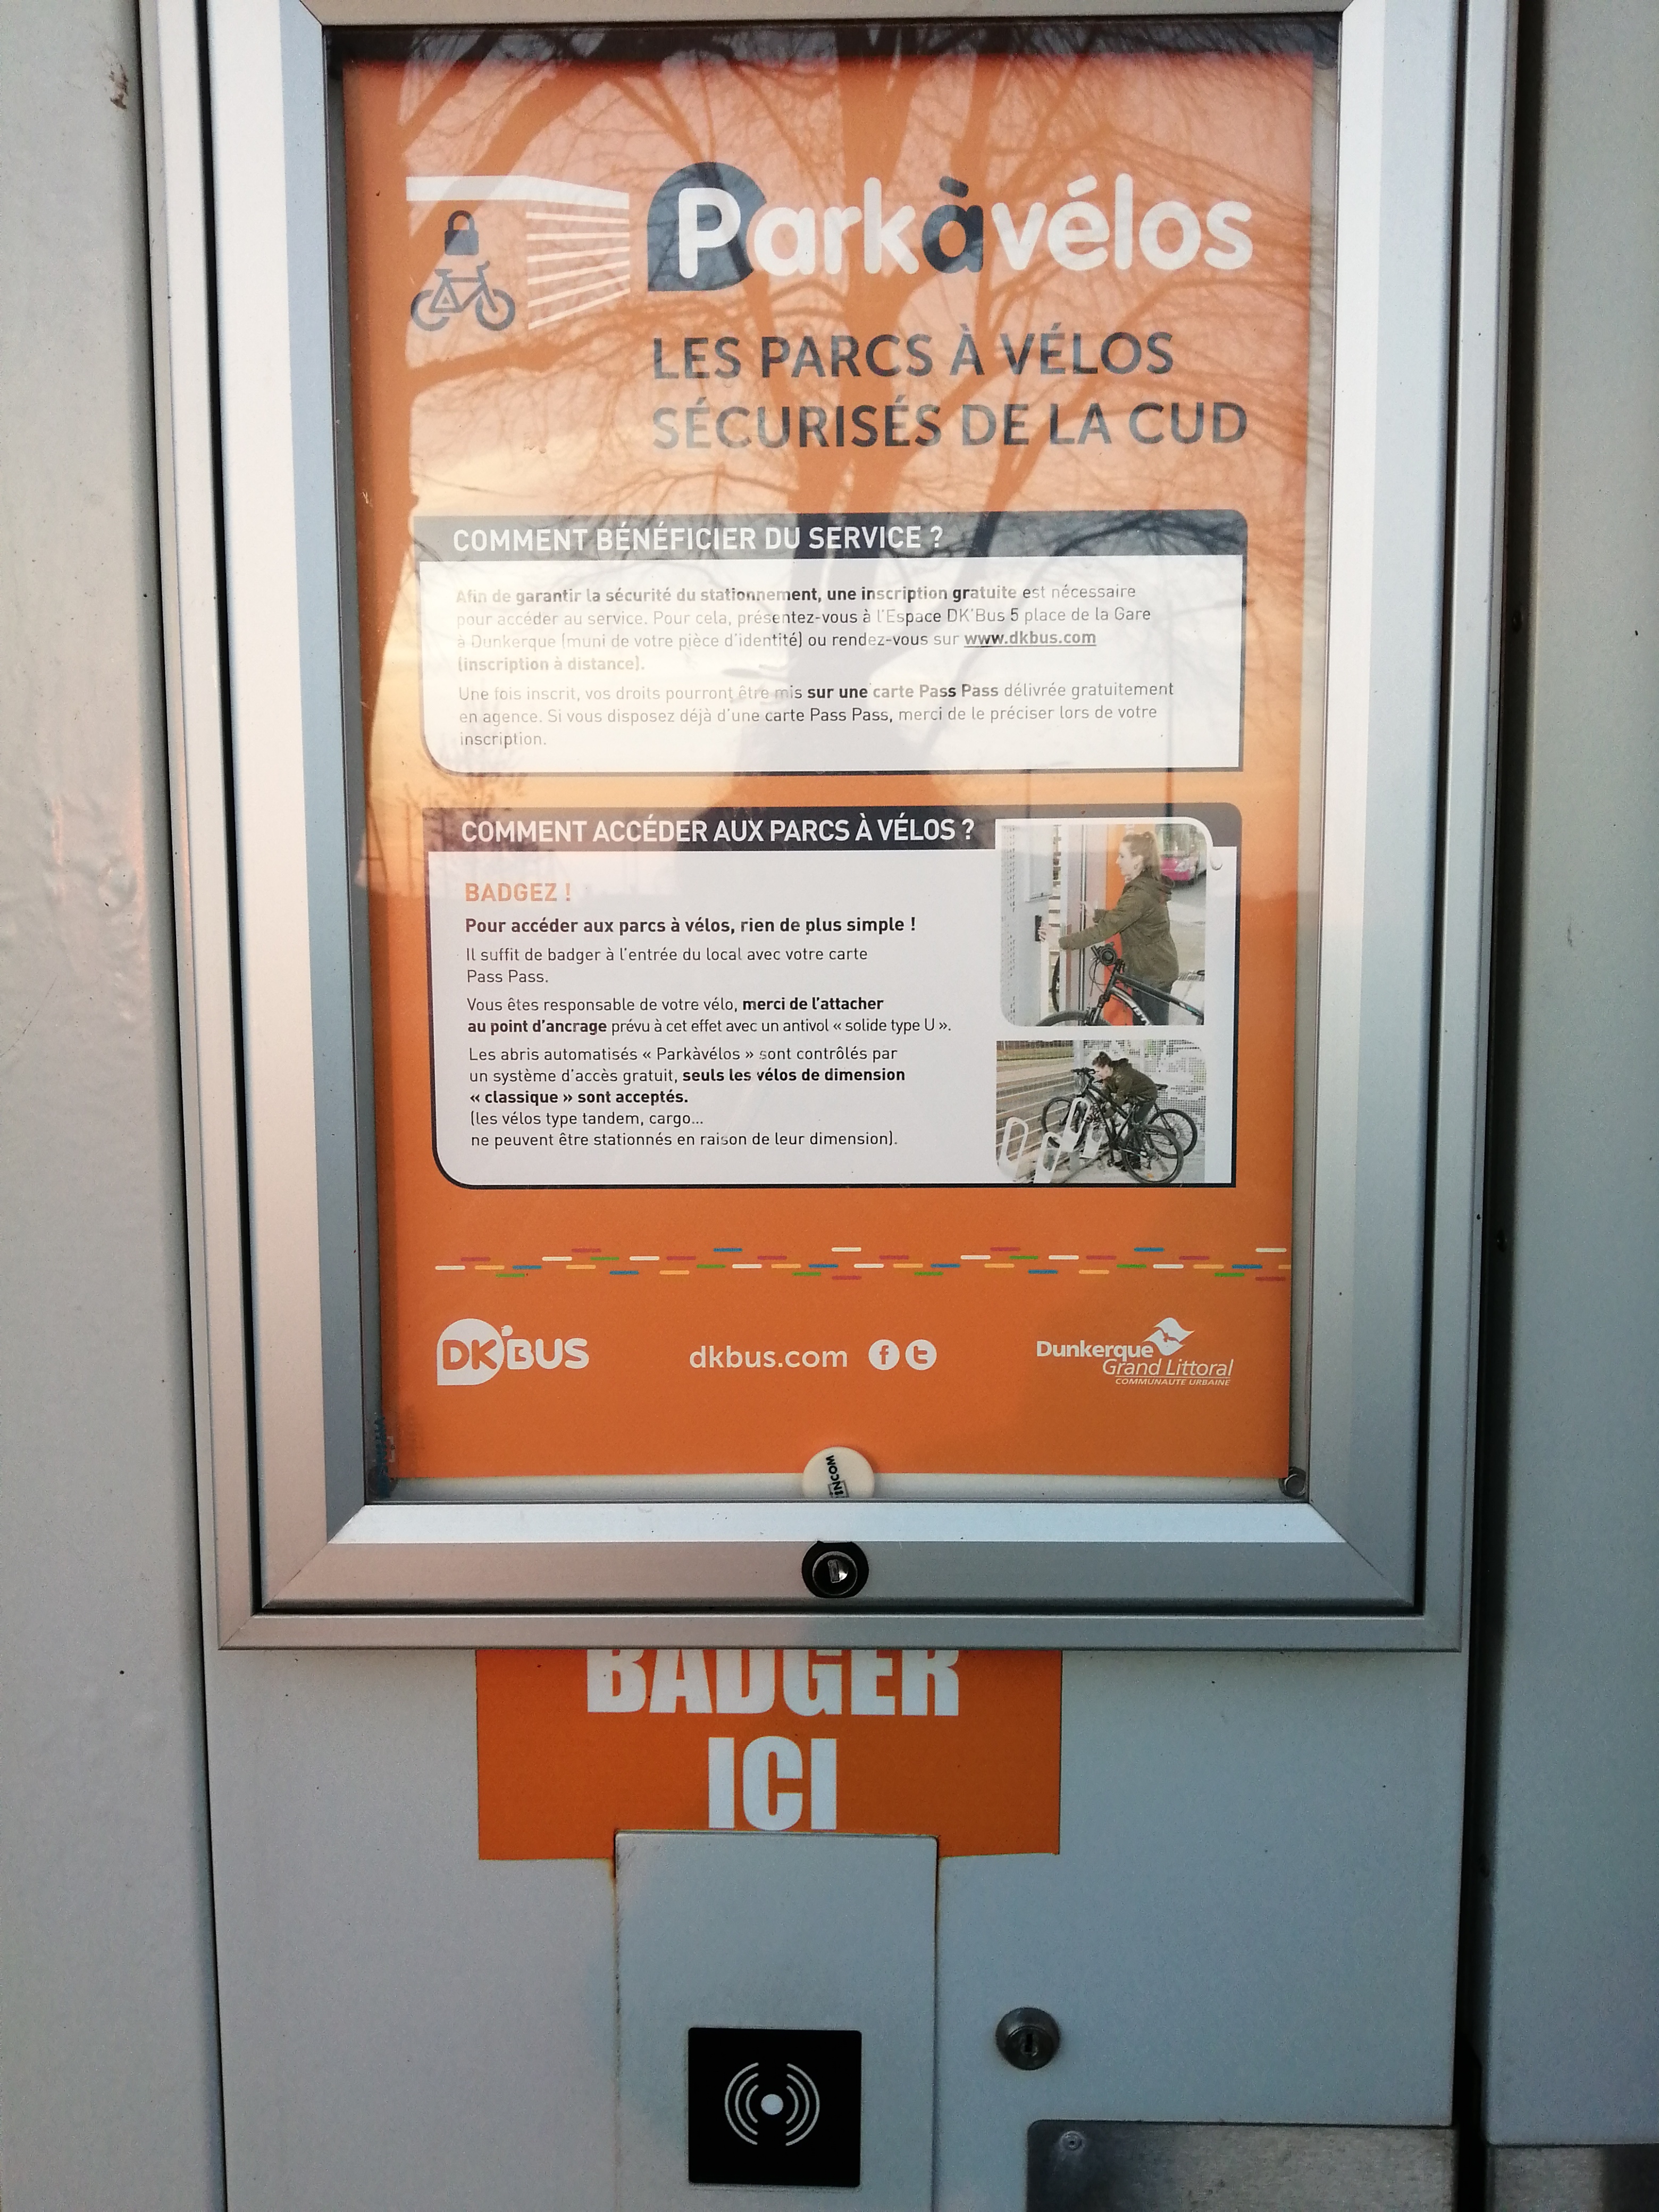 Parkàvélos
LES PARCS À VÉLOS
SÉCURISÉS DE LA CUD
COMMENT BÉNÉFICIER DU SERVICE ?
Afin de garantir la sécurité du stationnement, une inscription gratuite est nécessaire
pour accéder au service. Pour cela, présentez-vous à l'Espace DK'Bus 5 place de la Gare
à Dunkerque (muni de votre pièce d'identité) ou rendez-vous sur www.dkbus.com
(inscription à distance).
Une fois inscrit, vos droits pourront être mis sur une carte Pass Pass délivrée gratuitement
en agence. Si vous disposez déjà d'une carte Pass Pass, merci de le préciser lors de votre
inscription.
COMMENT ACCÉDER AUX PARCS À VÉLOS ?
BADGEZ !
Pour accéder aux parcs à vélos, rien de plus simple !
Il suffit de badger à l'entrée du local avec votre carte
Pass Pass.
Vous êtes responsable de votre vélo, merci de l'attacher
au point d'ancrage prévu à cet effet avec un antivol « solide type U ».
Les abris automatisés « Parkàvélos » sont contrôlés par
un système d'accès gratuit, seuls les vélos de dimension
« classique » sont acceptés.
(les vélos type tandem, cargo...
ne peuvent être stationnés en raison de leur dimension).
DK'BUS
dkbus.com
Dunkerque
Grand Littoral
COMMUNAUTÉ URBAINE
INCOM
BADGER
ICI